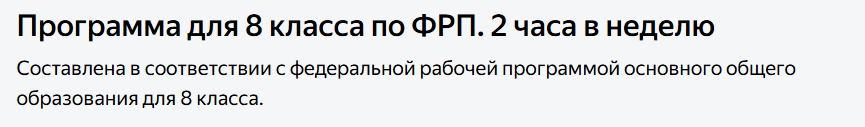 Программа для 8 класса по ФРП. 2 часа в неделю
Составлена в соответствии с федеральной рабочей программой основного общего
образования для 8 класса.